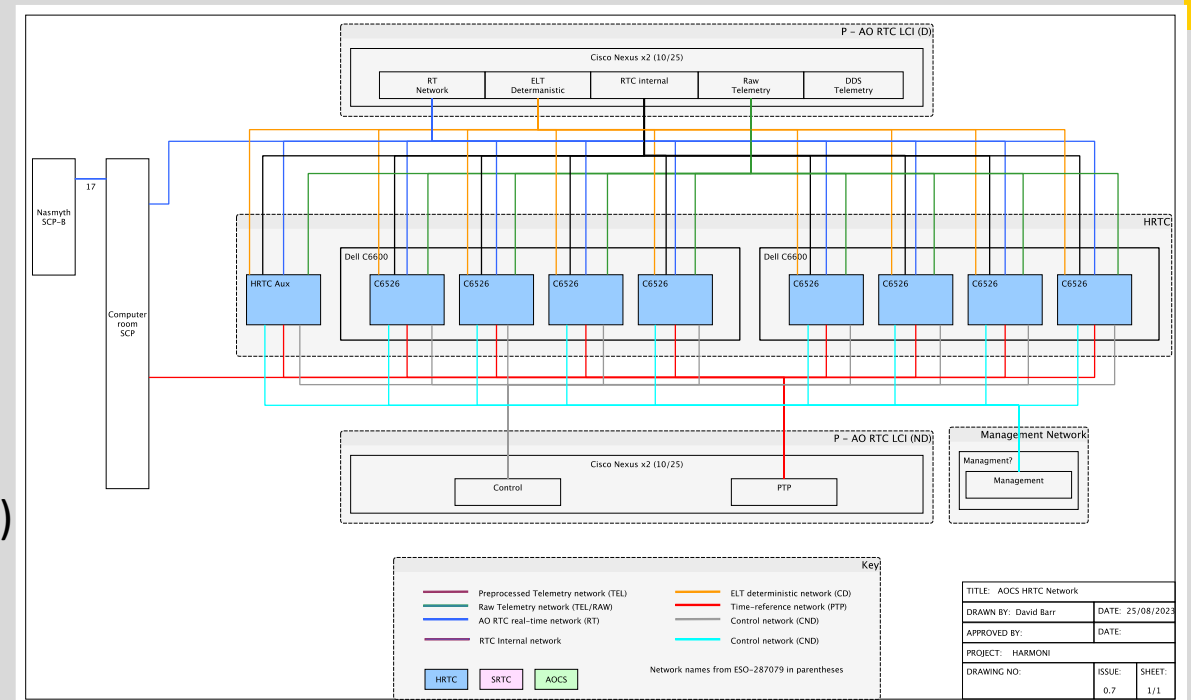 P - AO RTC LCI (D)
Cisco Nexus x2 (10/25)
RT
Network
ELT
Determanistic
RTC internal
Raw
Telemetry
DDS
Telemetry
17
Nasmyth
SCP-B
Computer
room
SCP
HRTC
Dell C6600
Dell C6600
HRTC Aux
C6526
C6526
C6526
C6526
C6526
C6526
C6526
C6526
P - AO RTC LCI (ND)
Cisco Nexus x2 (10/25)
Control
PTP
Management Network
Managment?
Management
)
Key
Preprocessed Telemetry network (TEL)
Raw Telemetry network (TEL/RAW)
AO RTC real-time network (RT)
RTC Internal network
ELT deterministic network (CD)
Time-reference network (PTP)
Control network (CND)
Control network (CND)
HRTC
SRTC
AOCS
Network names from ESO-287079 in parentheses
TITLE: AOCS HRTC Network
DRAWN BY: David Barr
DATE: 25/08/2023
APPROVED BY:
DATE:
PROJECT: HARMONI
DRAWING NO:
ISSUE:
0.7
SHEET:
1/1